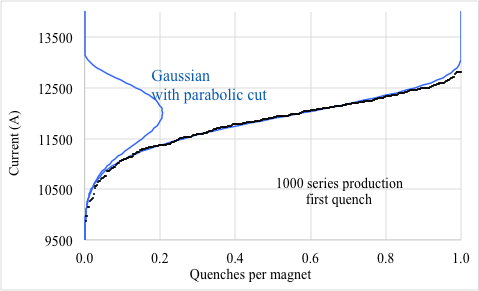 13500
Gaussian
with parabolic cut
12500
11500
10500
9500
Current (A)
1000 series production
first quench
0.0 0.2 0.4 0.6 0.8 1.0
Quenches per magnet